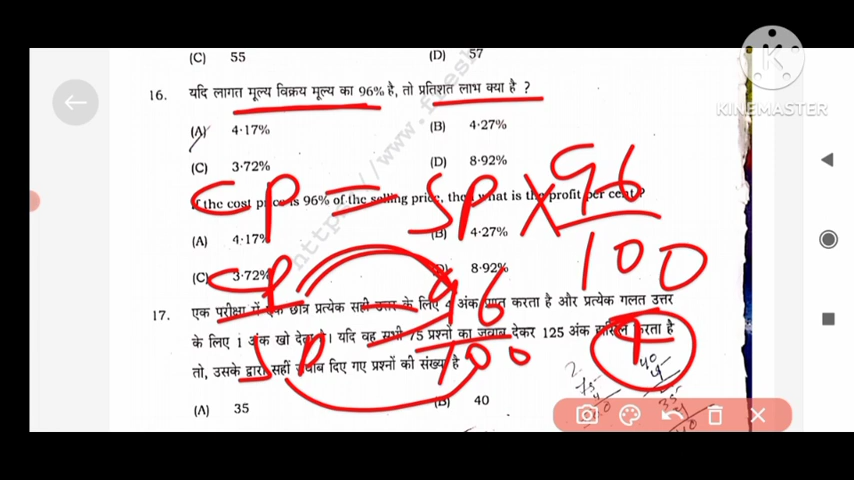 (C) 55 (D) 57
16. यदि लागत मूल्य विक्रय मूल्य का 96% है, तो प्रतिशत लाभ क्या है ?
KINEMASTER
(A) 4·17% (B) 4·27%
(C) 3·72% (D) 8·92%
CP = SP × 96/100
If the cost price is 96% of the selling price, then what is the profit per cent ?
(A) 4·17% (B) 4·27%
(C) 3·72% (D) 8·92%
CP 96
SP 100
17. एक परीक्षा में एक छात्र प्रत्येक सही उत्तर के लिए 4 अंक प्राप्त करता है और प्रत्येक गलत उत्तर
के लिए 1 अंक खो देता है। यदि वह सभी 75 प्रश्नों का जवाब देकर 125 अंक हासिल करता है
तो, उसके द्वारा सहीं जवाब दिए गए प्रश्नों की संख्या है
(A) 35 (B) 40